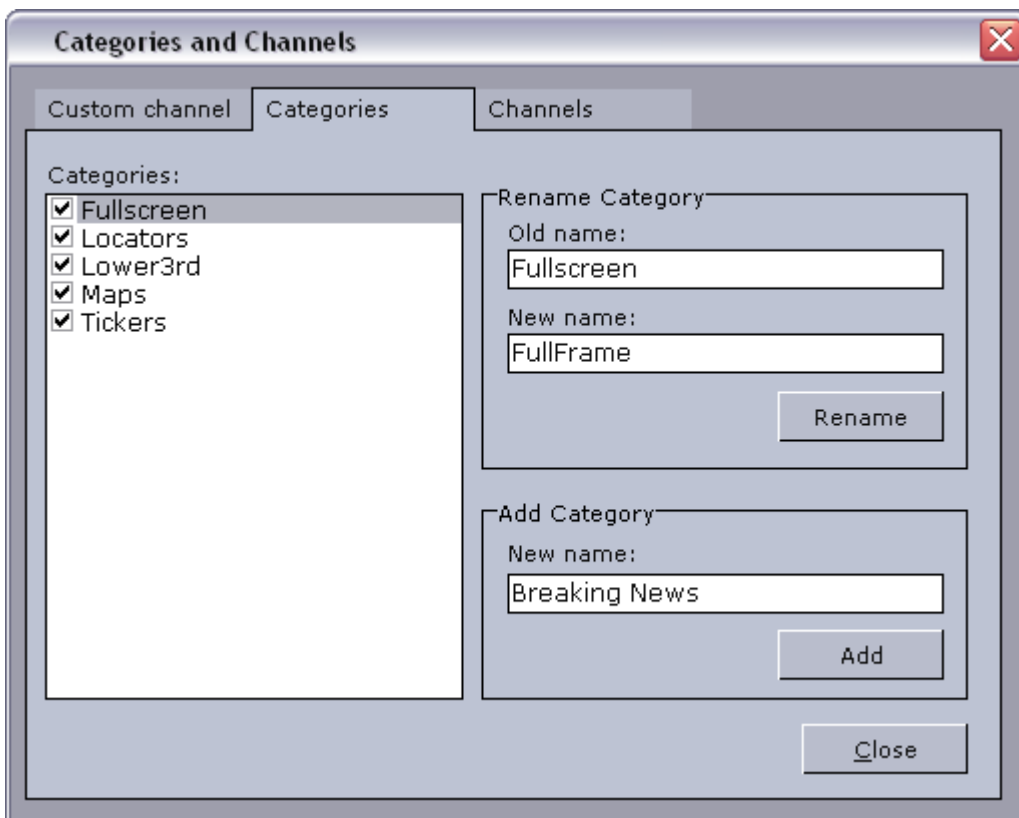 Categories and Channels
Custom channel
Categories
Channels
Categories:
Fullscreen
Locators
Lower3rd
Maps
Tickers
Rename Category
Old name:
Fullscreen
New name:
FullFrame
Rename
Add Category
New name:
Breaking News
Add
Close